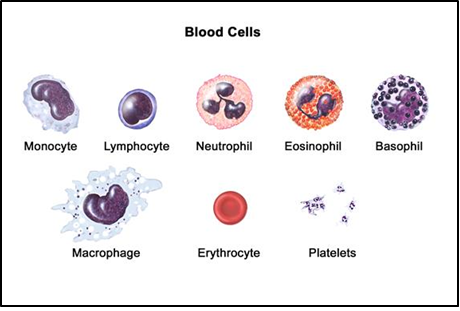 Blood Cells
Monocyte Lymphocyte Neutrophil Eosinophil Basophil
Macrophage Erythrocyte Platelets